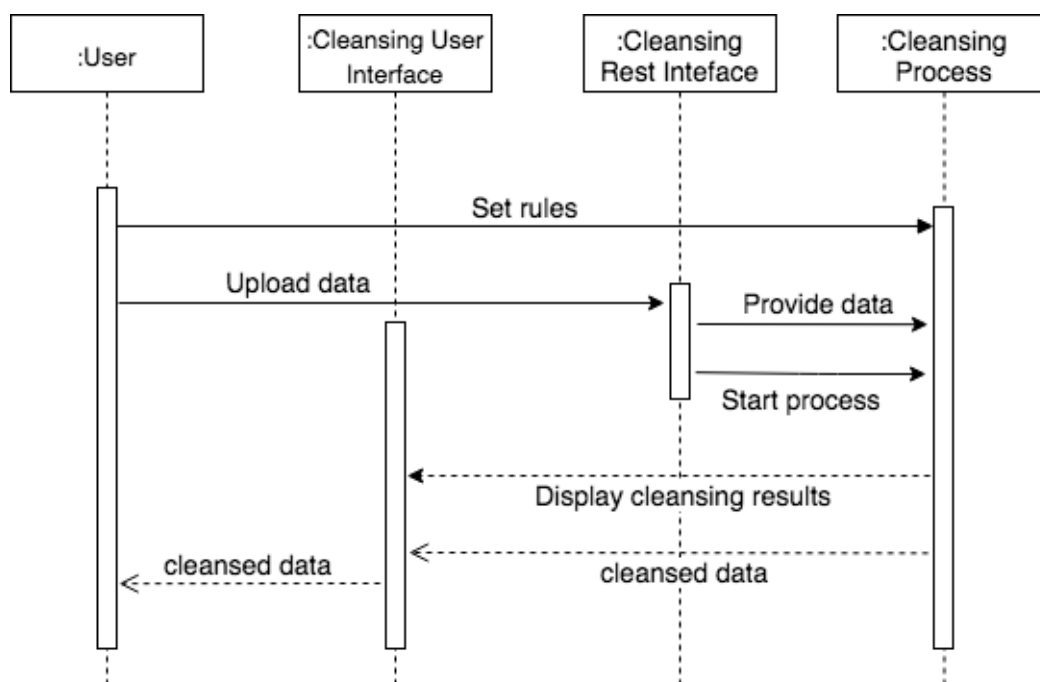 :User
:Cleansing User
Interface
:Cleansing
Rest Inteface
:Cleansing
Process
Set rules
Upload data
Provide data
Start process
Display cleansing results
cleansed data
cleansed data